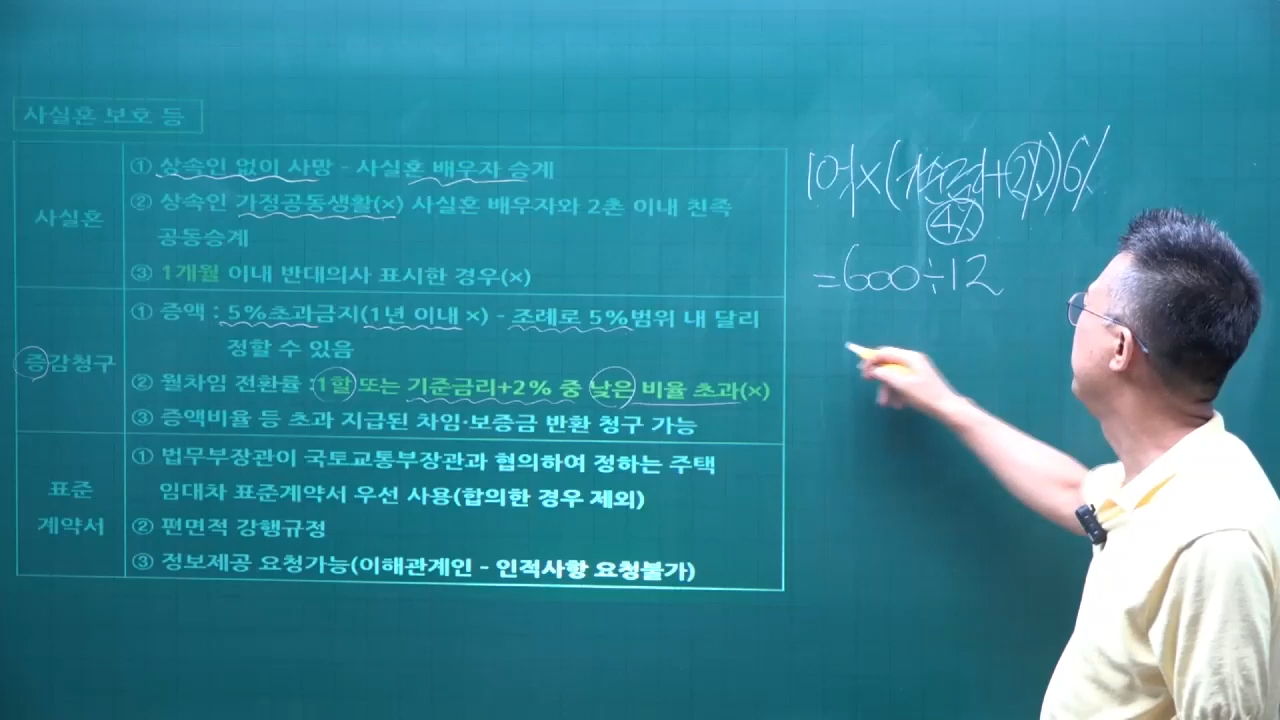 사실혼 보호 등
사실혼
① 상속인 없이 사망 - 사실혼 배우자 승계
② 상속인 가정공동생활(×) 사실혼 배우자와 2촌 이내 친족
공동승계
③ 1개월 이내 반대의사 표시한 경우(×)
증감청구
① 증액 : 5%초과금지(1년 이내 ×) - 조례로 5%범위 내 달리
정할 수 있음
② 월차임 전환률 :1할 또는 기준금리+2% 중 낮은 비율 초과(×)
③ 증액비율 등 초과 지급된 차임·보증금 반환 청구 가능
표준
계약서
① 법무부장관이 국토교통부장관과 협의하여 정하는 주택
임대차 표준계약서 우선 사용(합의한 경우 제외)
② 편면적 강행규정
③ 정보제공 요청가능(이해관계인 - 인적사항 요청불가)
10억×(기준금리+2%)6%
4%
=600÷12